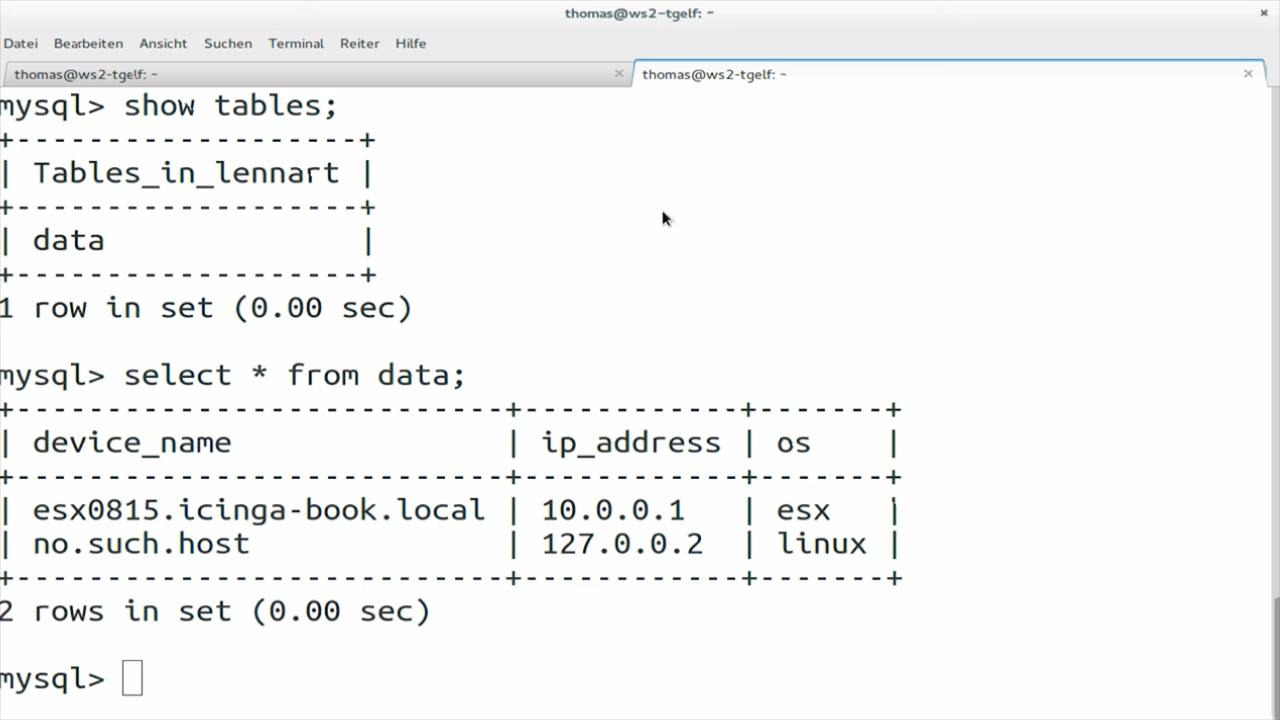 thomas@ws2-tgelf: ~
Datei Bearbeiten Ansicht Suchen Terminal Reiter Hilfe
thomas@ws2-tgelf: ~ thomas@ws2-tgelf: ~
mysql> show tables;
+-------------------+
| Tables_in_lennart |
+-------------------+
| data              |
+-------------------+
1 row in set (0.00 sec)
mysql> select * from data;
+---------------------------+------------+-------+
| device_name               | ip_address | os    |
+---------------------------+------------+-------+
| esx0815.icinga-book.local | 10.0.0.1   | esx   |
| no.such.host              | 127.0.0.2  | linux |
+---------------------------+------------+-------+
2 rows in set (0.00 sec)
mysql>